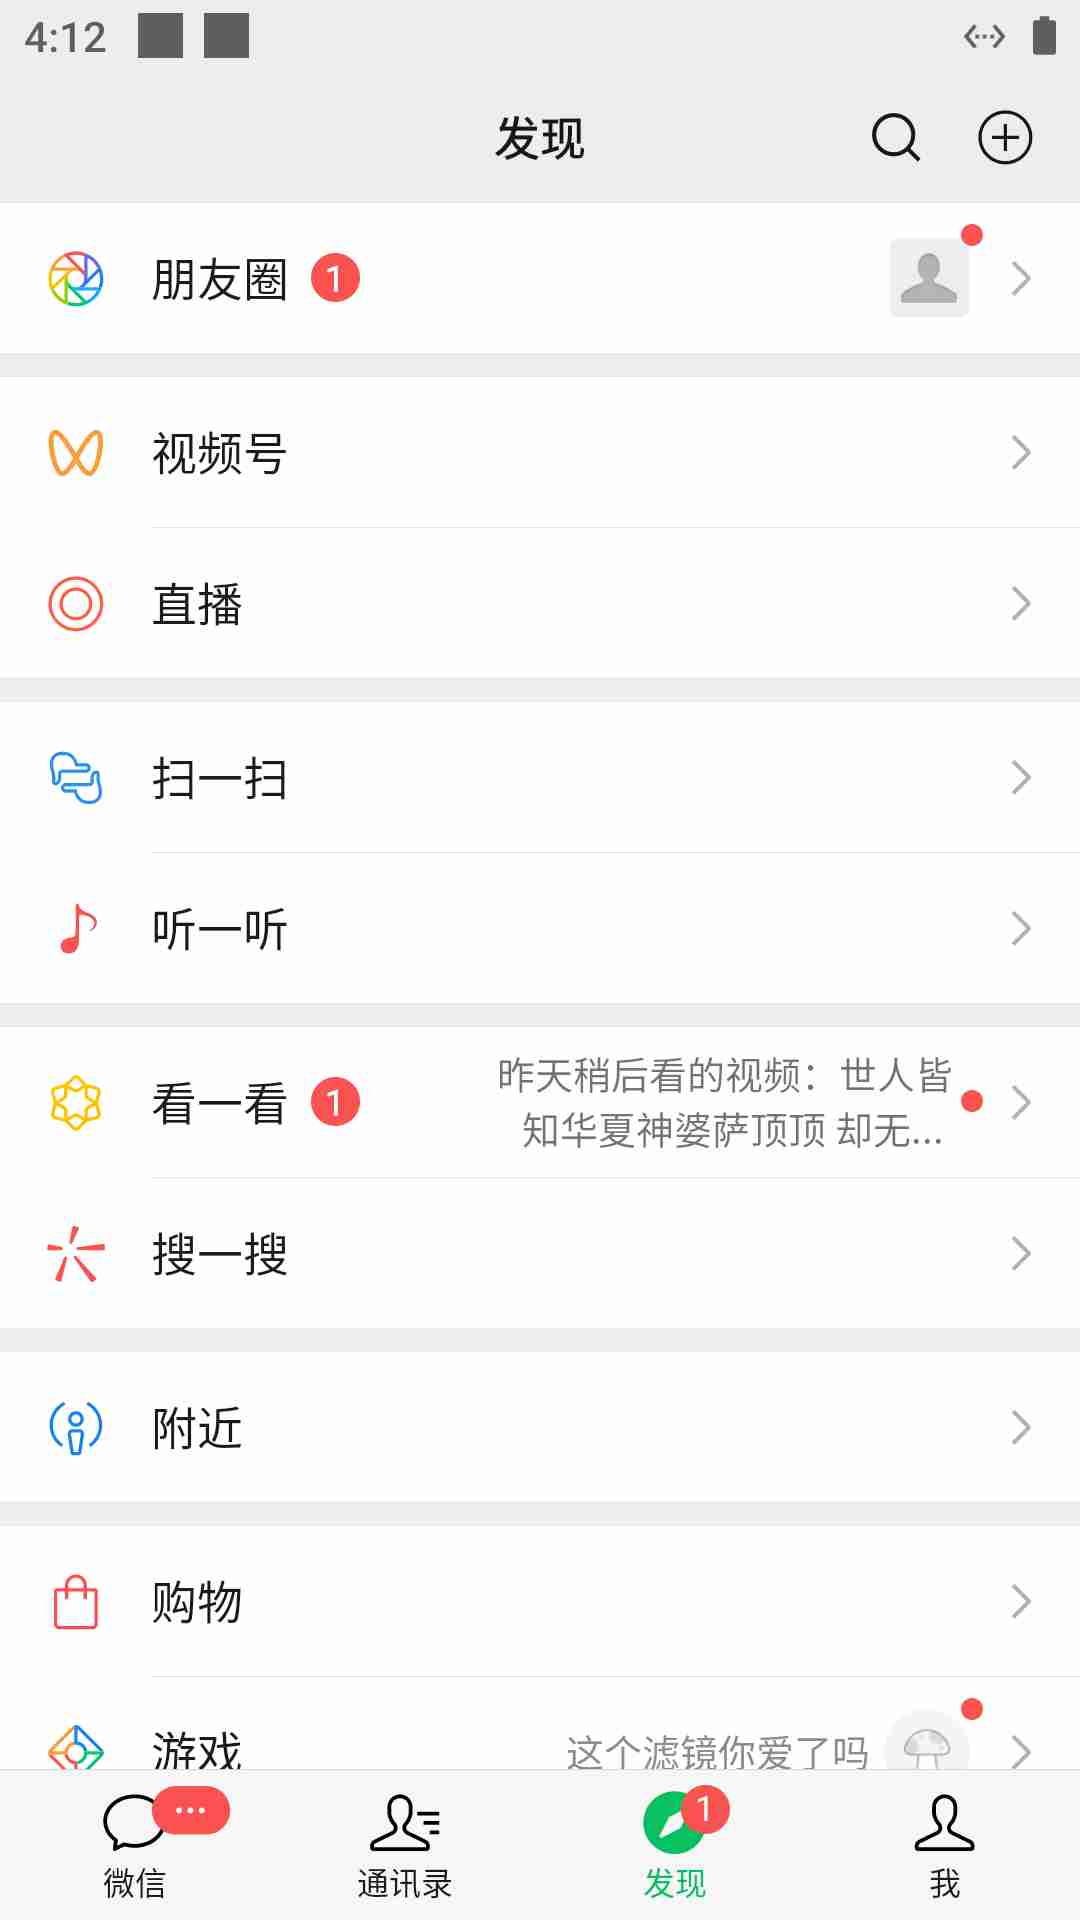 4:12
发现
朋友圈 1
视频号
直播
扫一扫
听一听
看一看 1
昨天稍后看的视频：世人皆
知华夏神婆萨顶顶 却无...
搜一搜
附近
购物
游戏 这个滤镜你爱了吗
1
微信 通讯录 发现 我